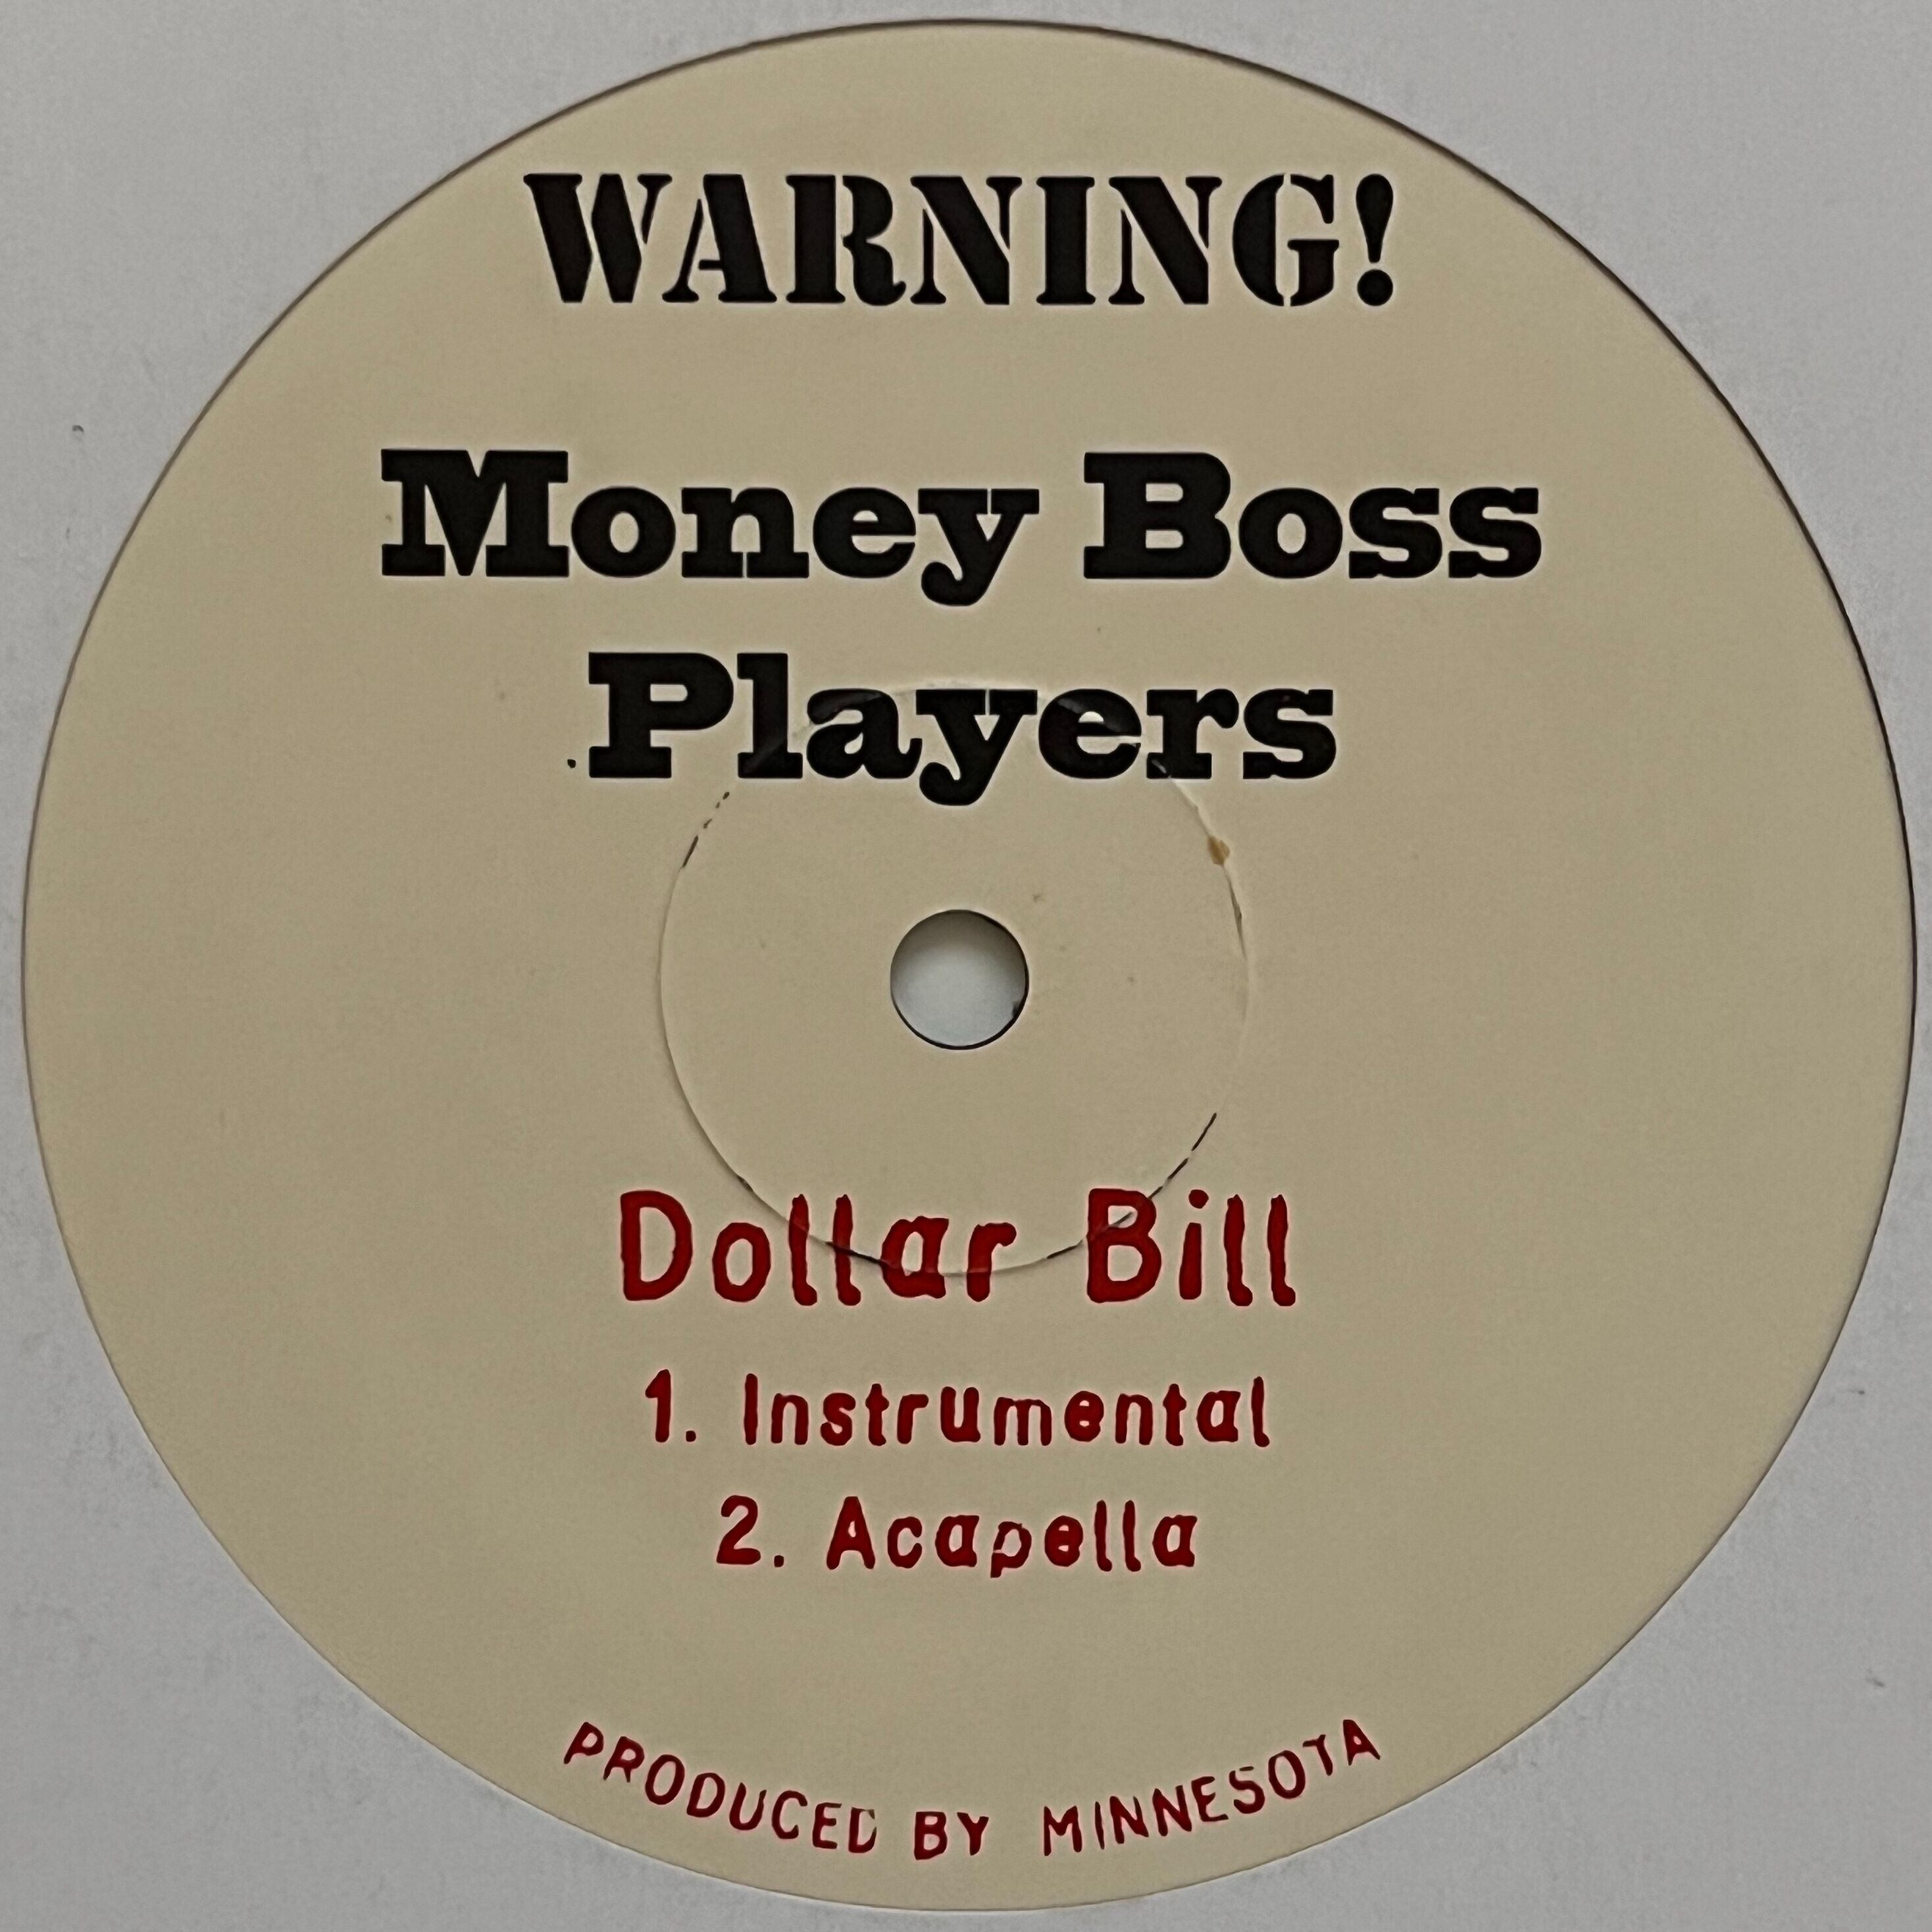 WARNING!
Money Boss
Players
Dollar Bill
1. Instrumental
2. Acapella
PRODUCED BY MINNESOTA